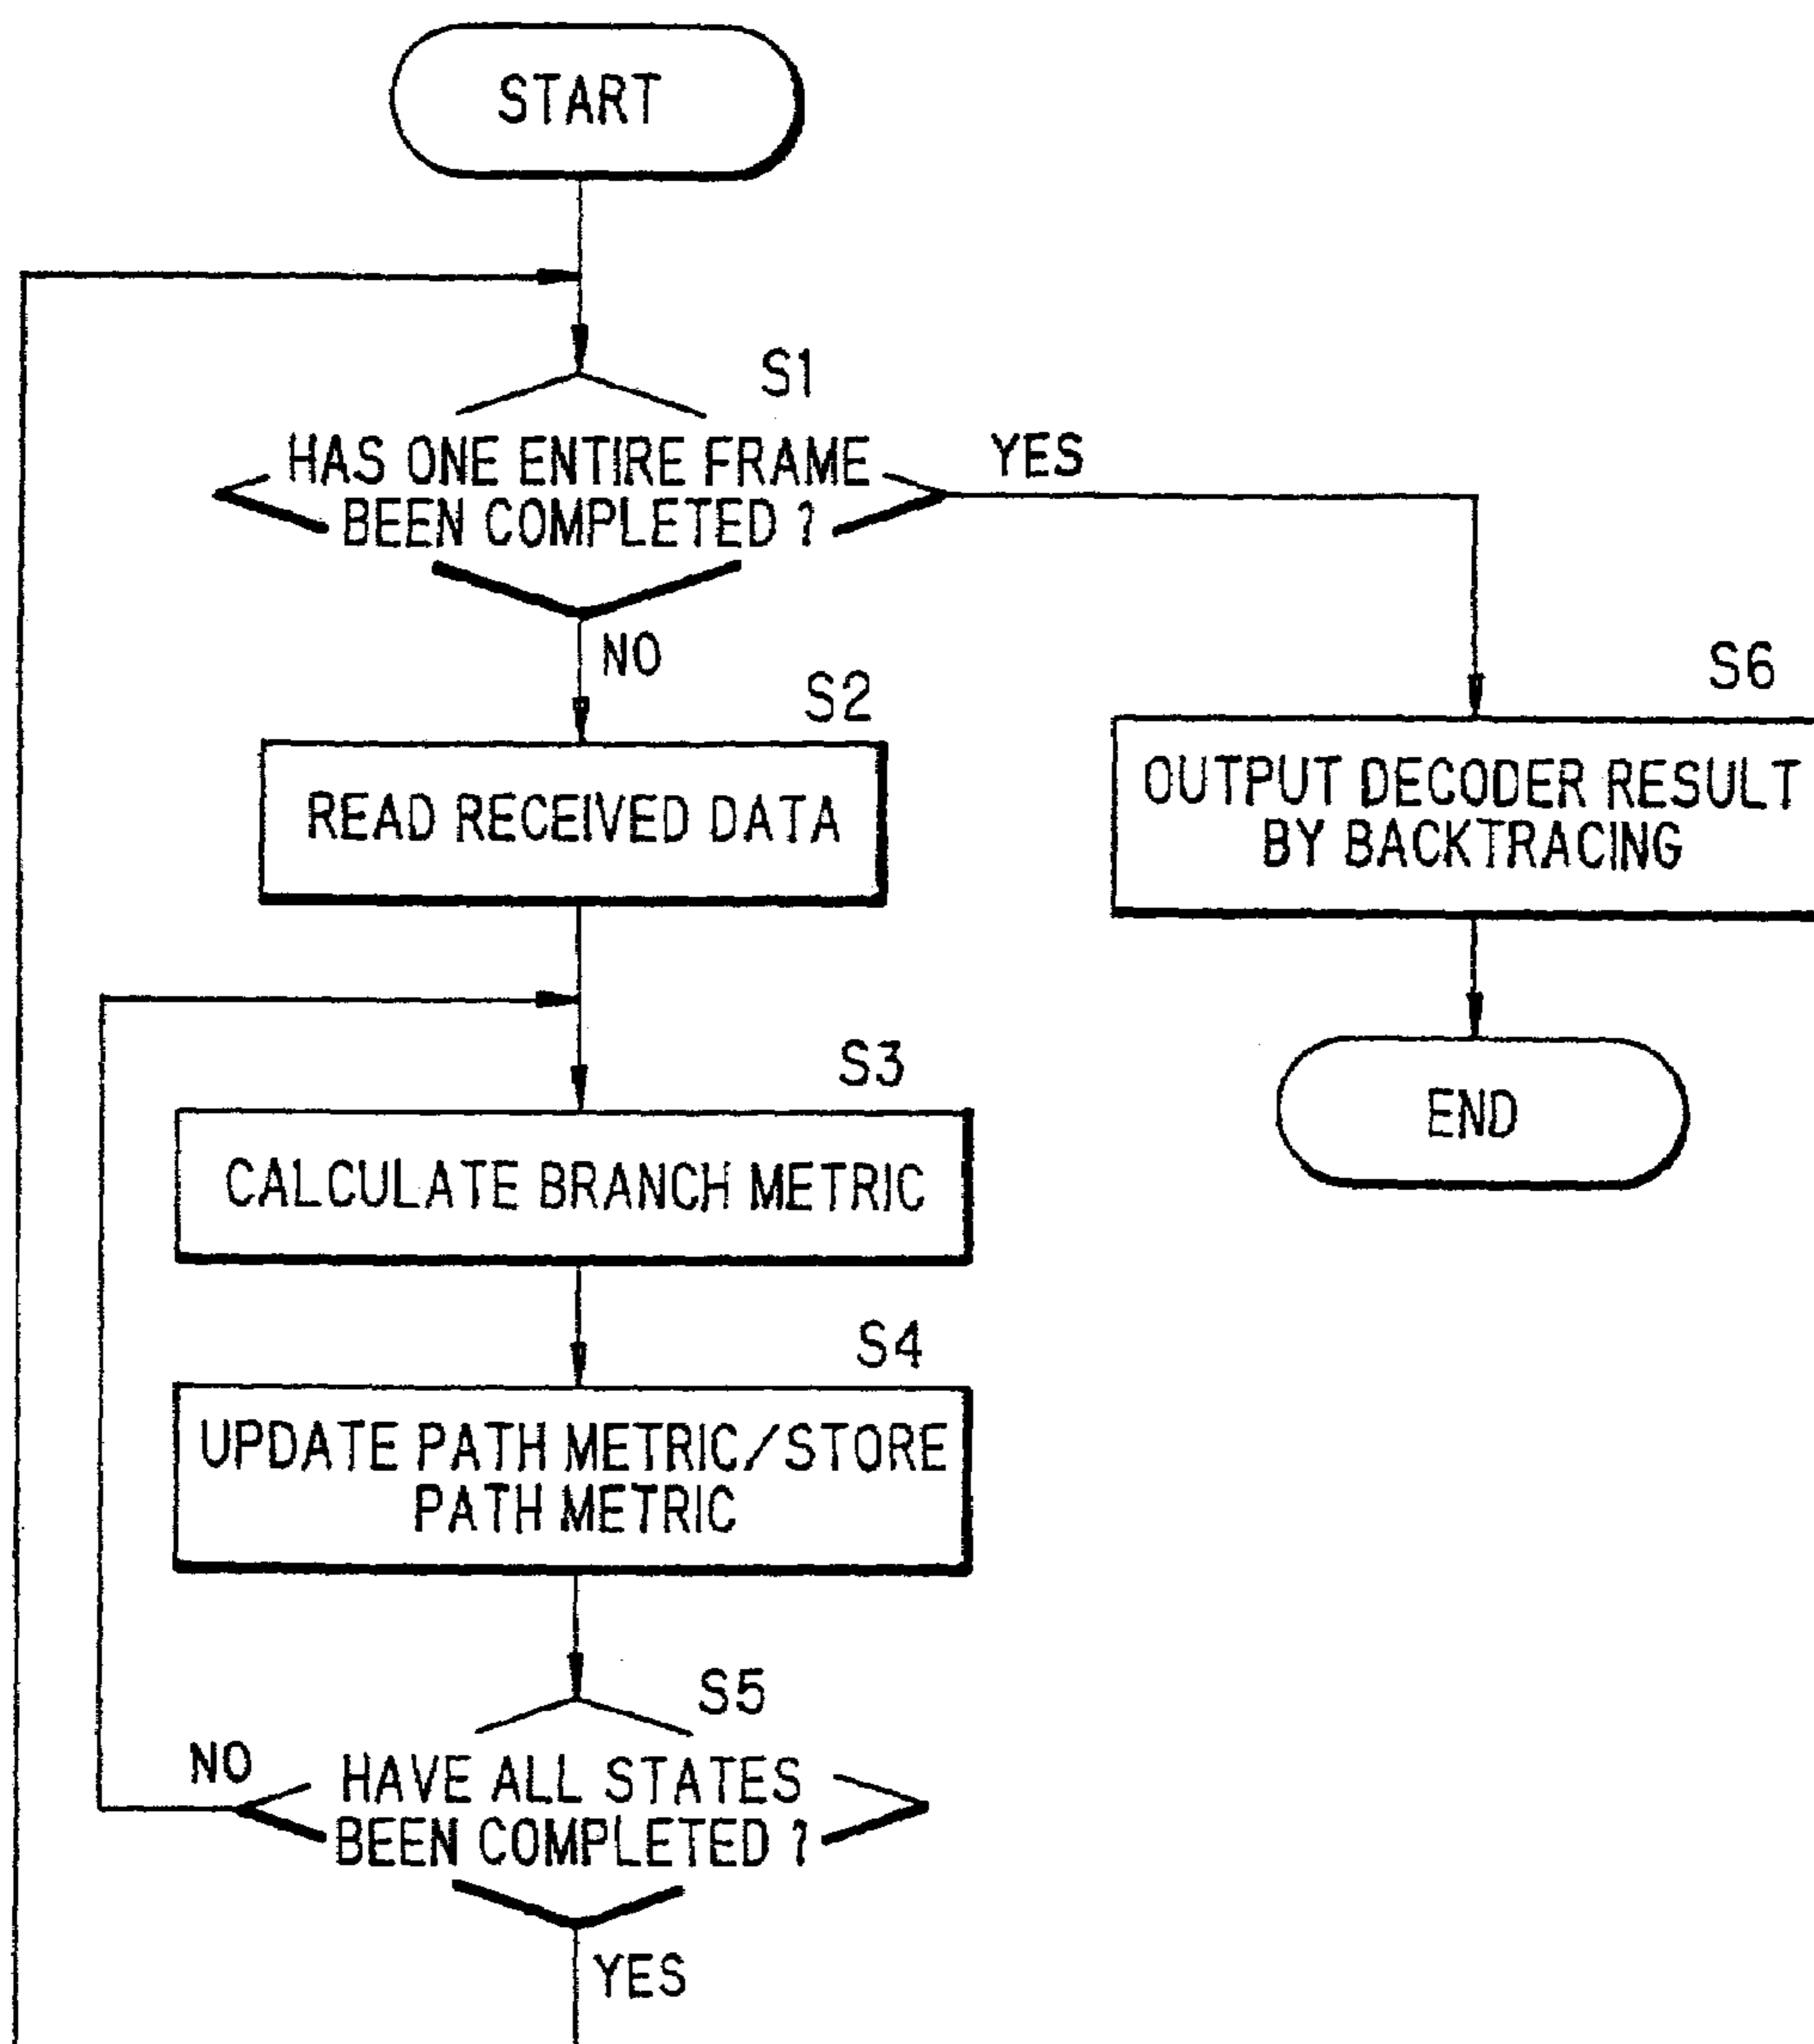 START
S1
HAS ONE ENTIRE FRAME
BEEN COMPLETED ?
YES
NO
S2
READ RECEIVED DATA
S6
OUTPUT DECODER RESULT
BY BACKTRACING
END
S3
CALCULATE BRANCH METRIC
S4
UPDATE PATH METRIC/STORE
PATH METRIC
S5
HAVE ALL STATES
BEEN COMPLETED ?
NO
YES